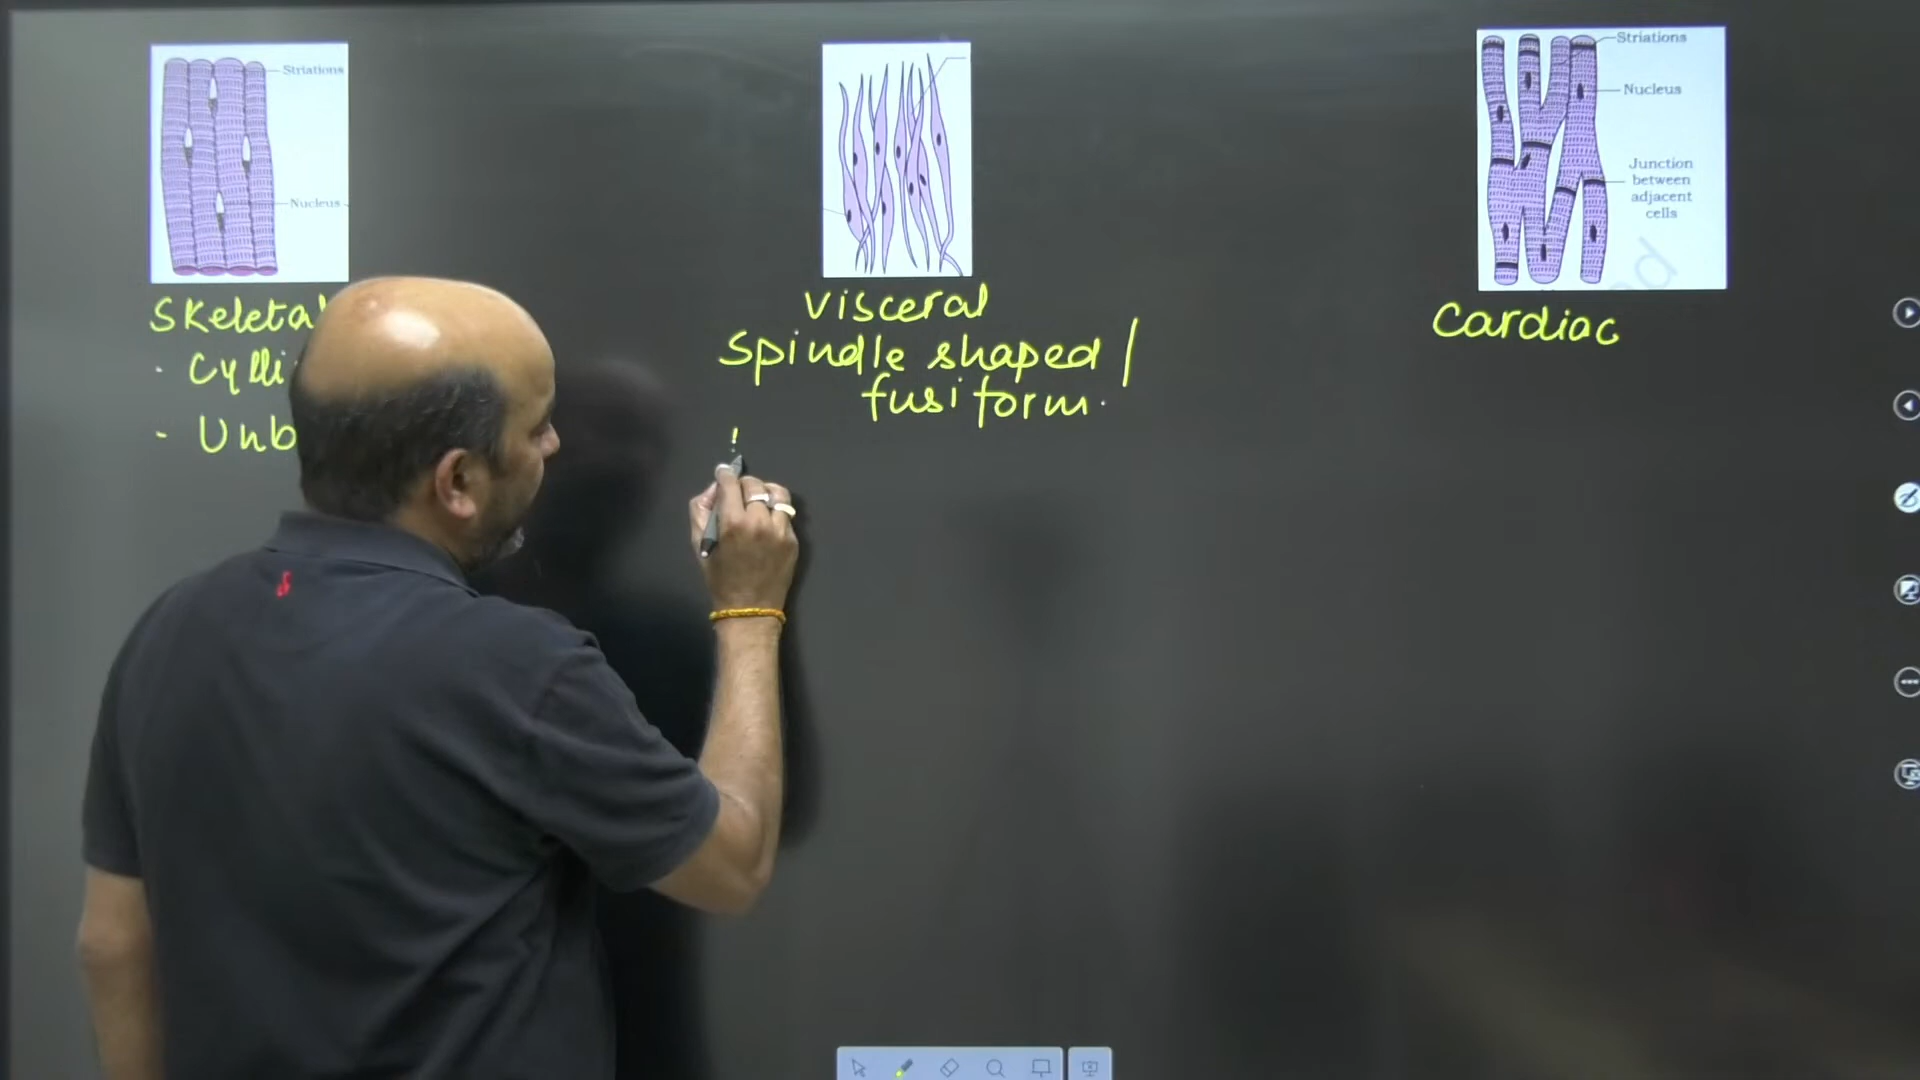 Striations
Nucleus
Skeletal
· Cylli
- Unb
visceral
spindle shaped /
fusiform.
Striations
Nucleus
Junction
between
adjacent
cells
Cardiac